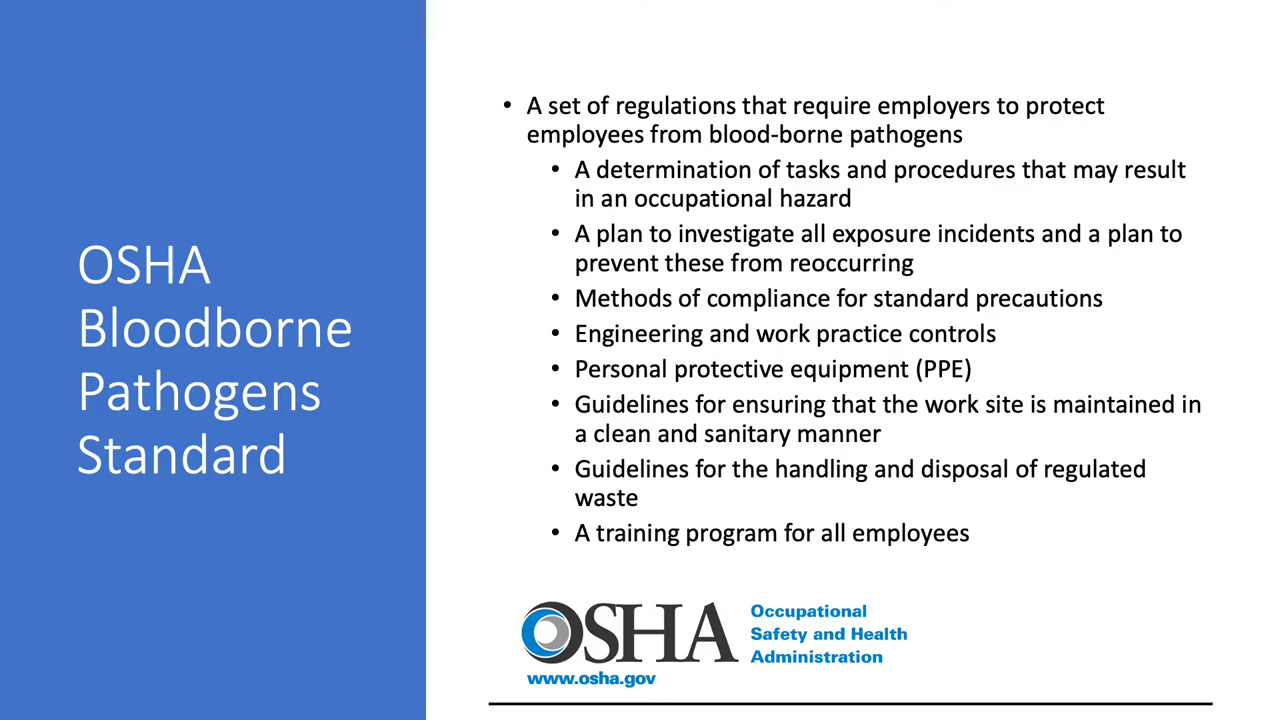 OSHA
Bloodborne
Pathogens
Standard
• A set of regulations that require employers to protect
employees from blood-borne pathogens
• A determination of tasks and procedures that may result
in an occupational hazard
• A plan to investigate all exposure incidents and a plan to
prevent these from reoccurring
• Methods of compliance for standard precautions
• Engineering and work practice controls
• Personal protective equipment (PPE)
• Guidelines for ensuring that the work site is maintained in
a clean and sanitary manner
• Guidelines for the handling and disposal of regulated
waste
• A training program for all employees
OSHA
www.osha.gov
Occupational
Safety and Health
Administration